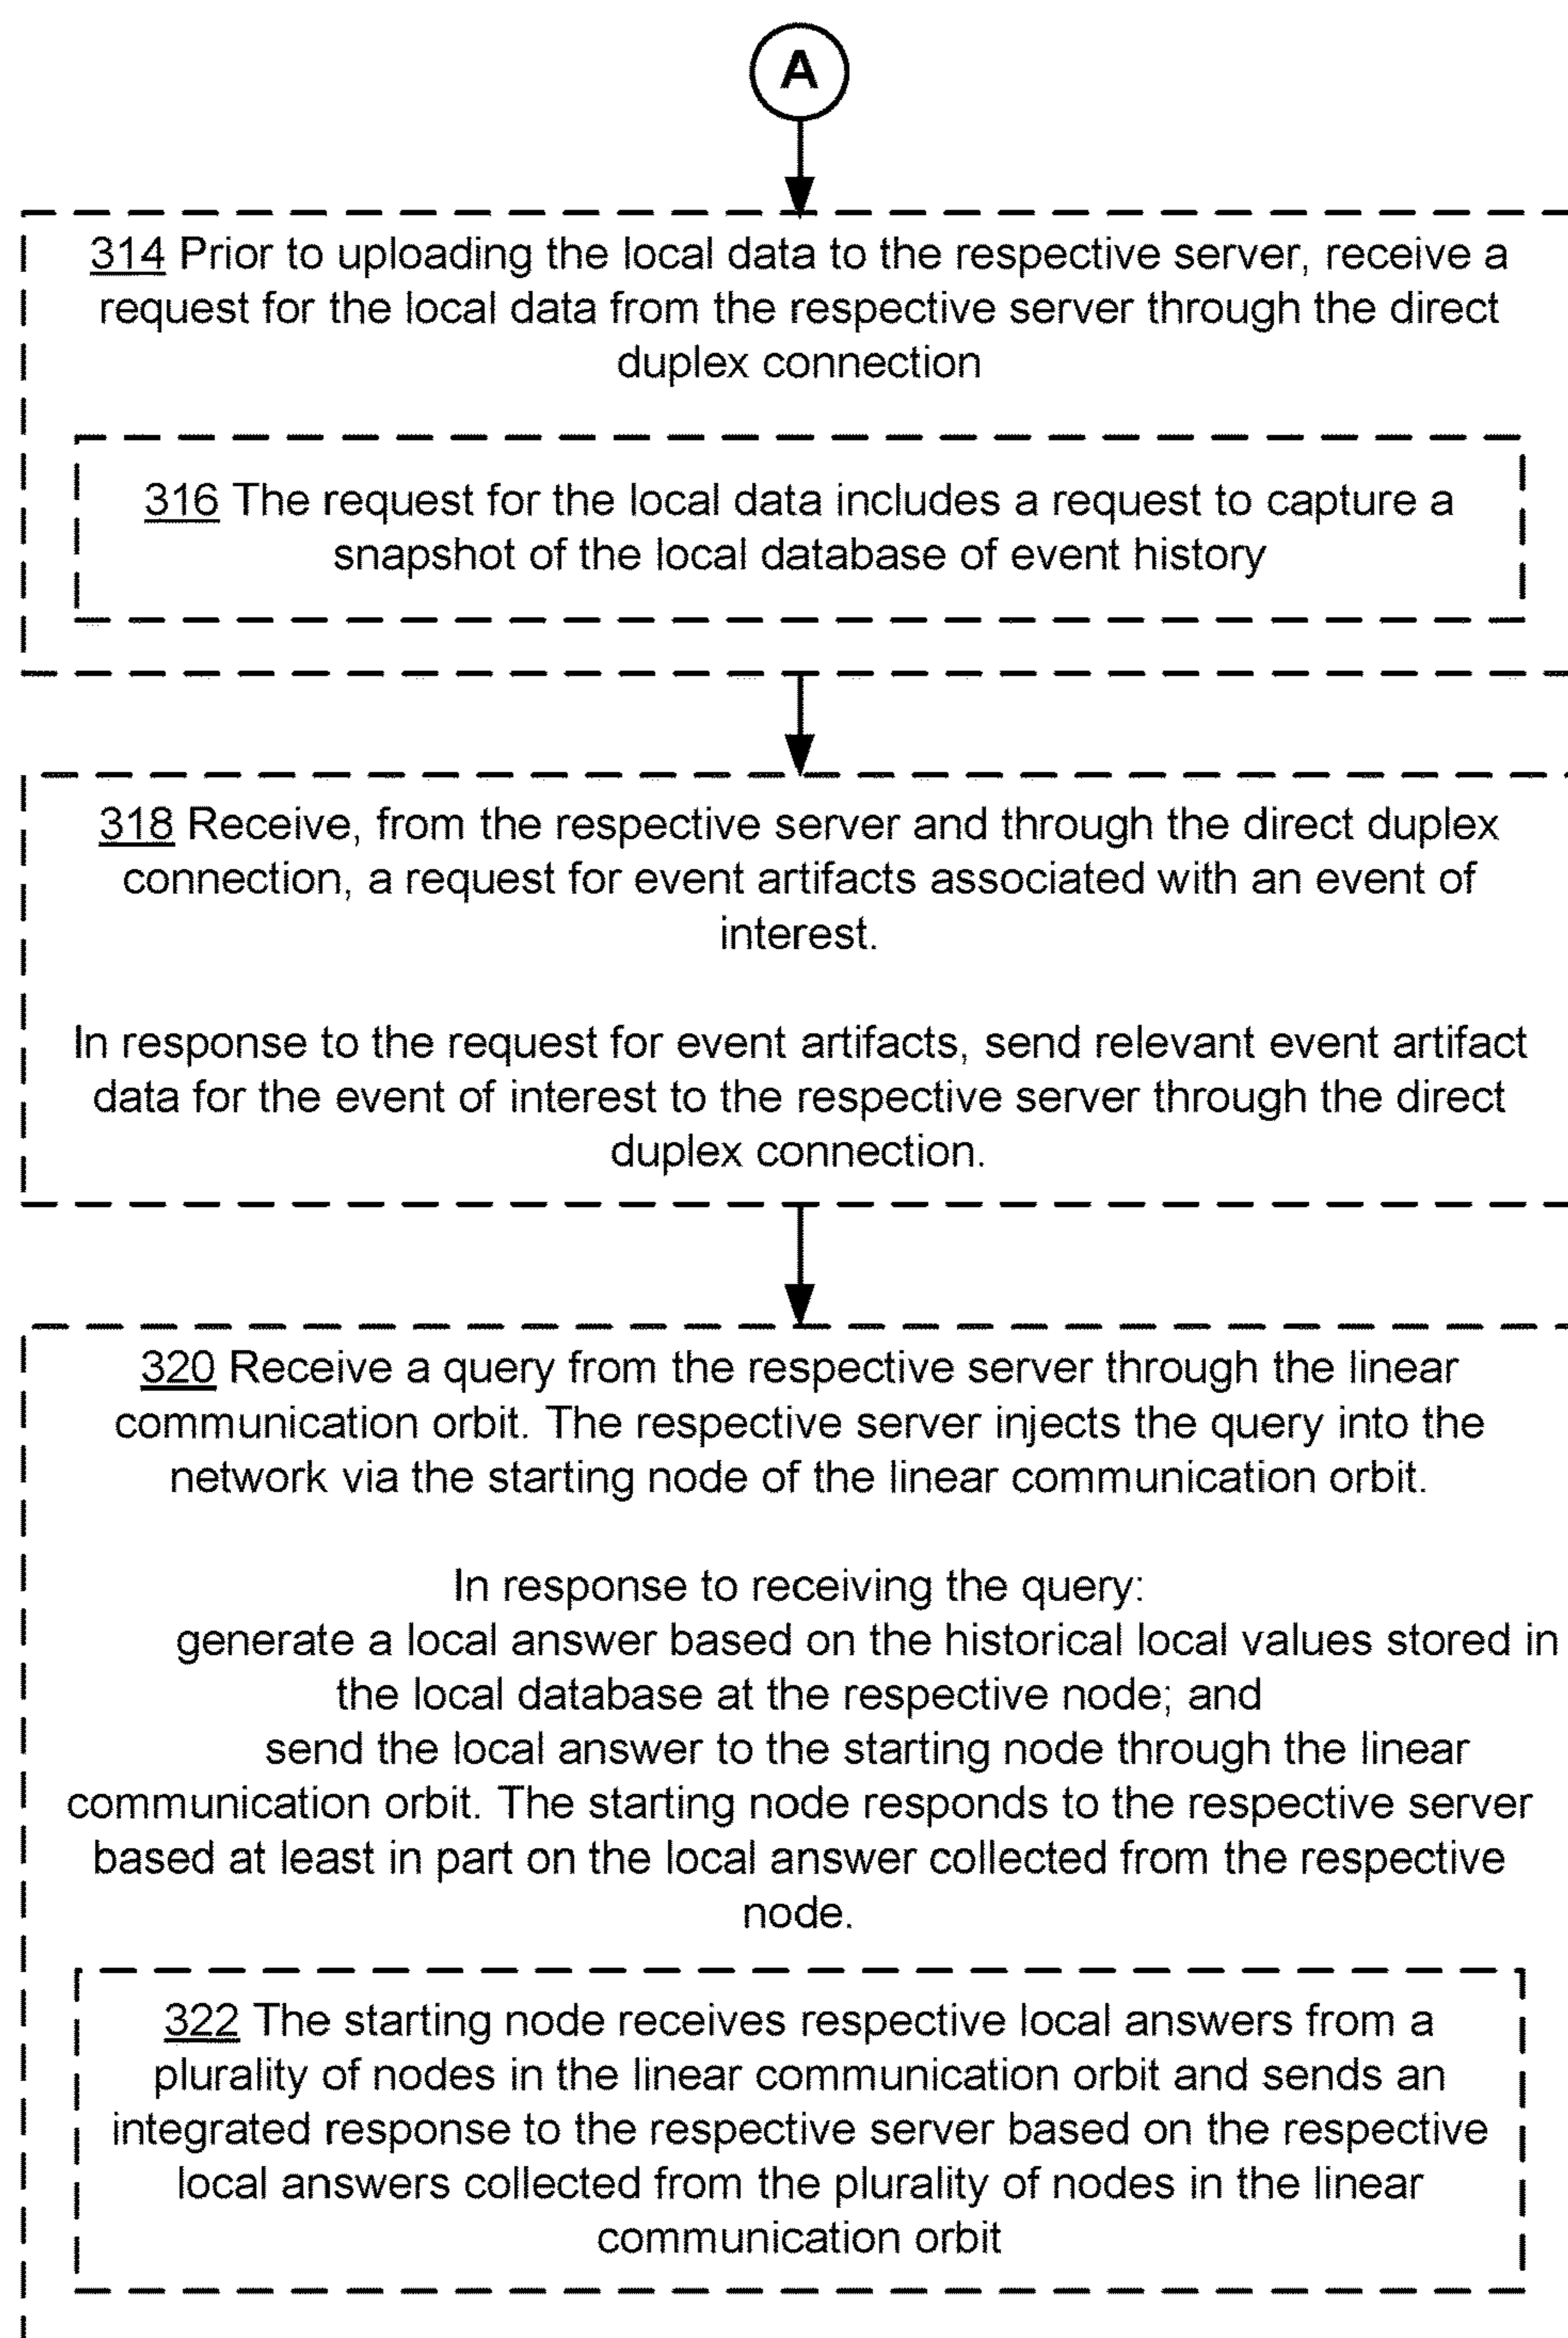 A
314 Prior to uploading the local data to the respective server, receive a
request for the local data from the respective server through the direct
duplex connection
316 The request for the local data includes a request to capture a
snapshot of the local database of event history
318 Receive, from the respective server and through the direct duplex
connection, a request for event artifacts associated with an event of
interest.
In response to the request for event artifacts, send relevant event artifact
data for the event of interest to the respective server through the direct
duplex connection.
320 Receive a query from the respective server through the linear
communication orbit. The respective server injects the query into the
network via the starting node of the linear communication orbit.
In response to receiving the query:
generate a local answer based on the historical local values stored in
the local database at the respective node; and
send the local answer to the starting node through the linear
communication orbit. The starting node responds to the respective server
based at least in part on the local answer collected from the respective
node.
322 The starting node receives respective local answers from a
plurality of nodes in the linear communication orbit and sends an
integrated response to the respective server based on the respective
local answers collected from the plurality of nodes in the linear
communication orbit